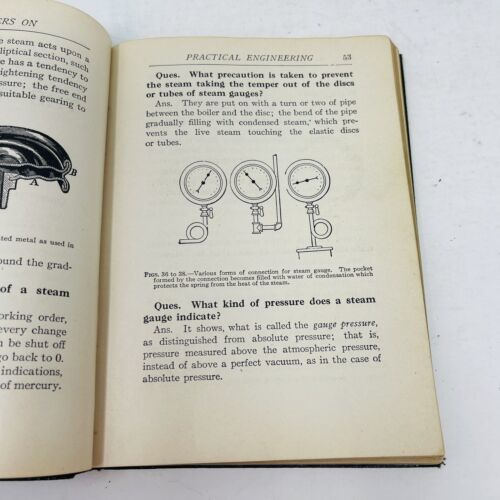 ERS ON
e steam acts upon a
liptical section, such
e has a tendency to
ightening tendency
sure; the free end
suitable gearing to
A
B
ted metal as used in
ound the grad-
of a steam
orking order,
every change
be shut off
go back to 0.
indications,
of mercury.
PRACTICAL ENGINEERING 53
Ques. What precaution is taken to prevent
the steam taking the temper out of the discs
or tubes of steam gauges?
Ans. They are put on with a turn or two of pipe
between the boiler and the disc; the bend of the pipe
gradually filling with condensed steam, which pre-
vents the live steam touching the elastic discs
or tubes.
FIGS. 36 to 38.—Various forms of connection for steam gauge. The pocket
formed by the connection becomes filled with water of condensation which
protects the spring from the heat of the steam.
Ques. What kind of pressure does a steam
gauge indicate?
Ans. It shows, what is called the gauge pressure,
as distinguished from absolute pressure; that is,
pressure measured above the atmospheric pressure,
instead of above a perfect vacuum, as in the case of
absolute pressure.